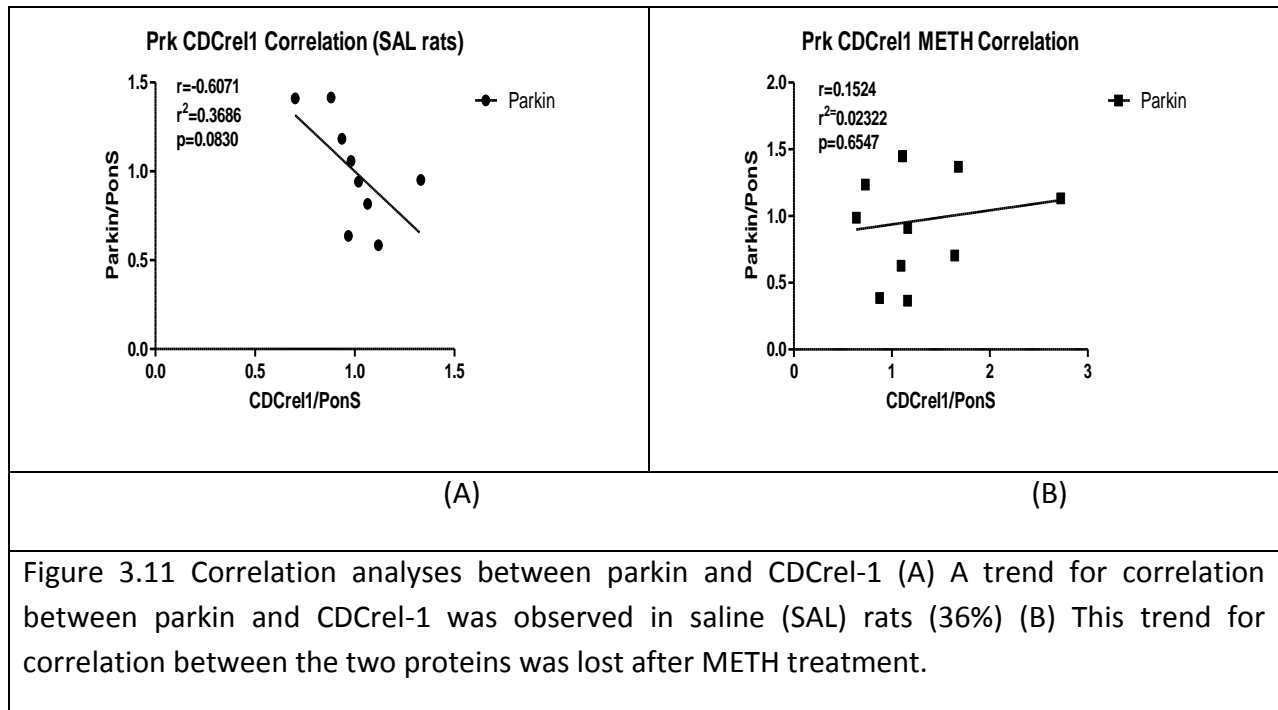 Prk CDCrel1 Correlation (SAL rats)
r=-0.6071
r²=0.3686
p=0.0830
Parkin
1.5
1.0
0.5
0.0
Parkin/PonS
0.0 0.5 1.0 1.5
CDCrel1/PonS
Prk CDCrel1 METH Correlation
r=0.1524
r²⁼0.02322
p=0.6547
Parkin
2.0
1.5
1.0
0.5
0.0
Parkin/PonS
0 1 2 3
CDCrel1/PonS
(A) (B)
Figure 3.11 Correlation analyses between parkin and CDCrel-1 (A) A trend for correlation
between parkin and CDCrel-1 was observed in saline (SAL) rats (36%) (B) This trend for
correlation between the two proteins was lost after METH treatment.